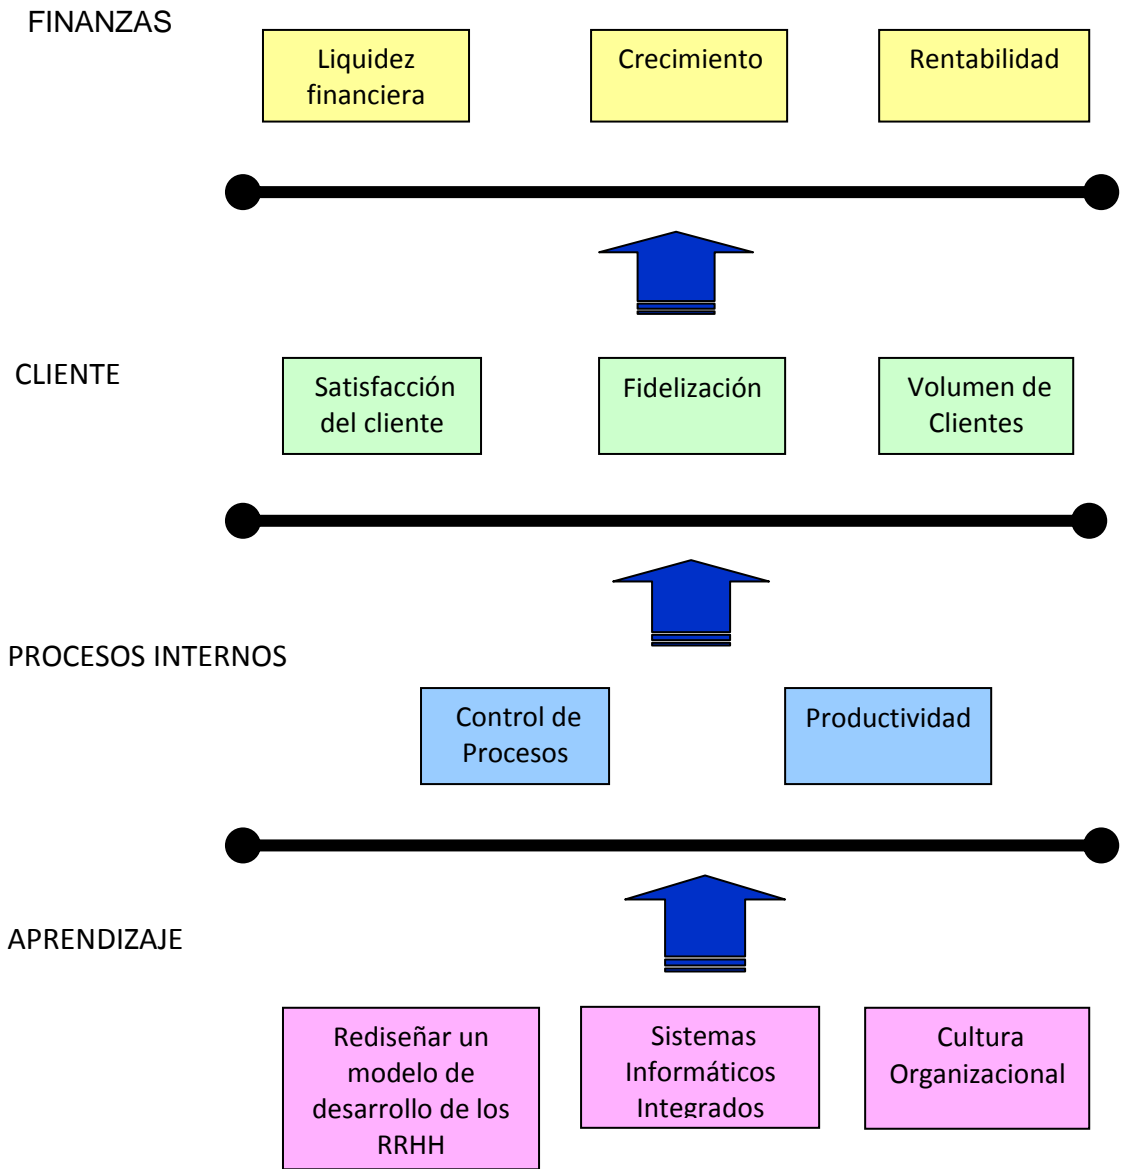 FINANZAS
Liquidez
financiera
Crecimiento
Rentabilidad
CLIENTE
Satisfacción
del cliente
Fidelización
Volumen de
Clientes
PROCESOS INTERNOS
Control de
Procesos
Productividad
APRENDIZAJE
Rediseñar un
modelo de
desarrollo de los
RRHH
Sistemas
Informáticos
Integrados
Cultura
Organizacional